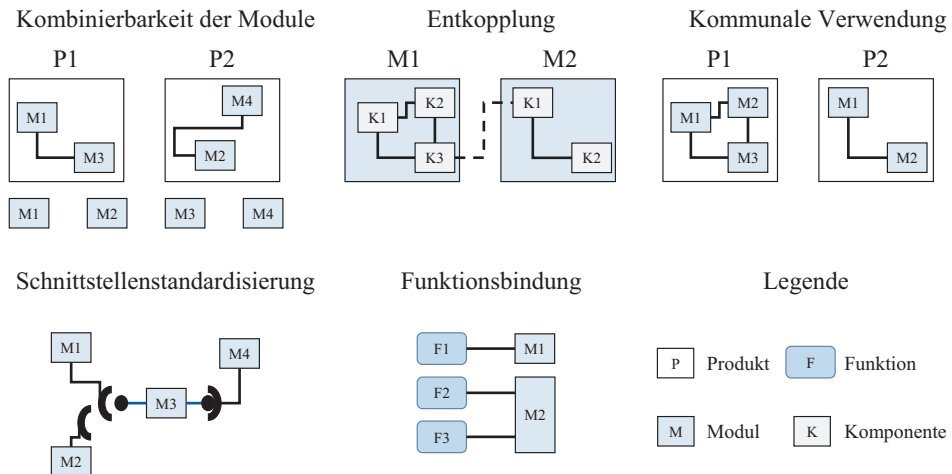 Kombinierbarkeit der Module
P1
P2
M1
M3
M4
M2
M1
M2
M3
M4
Entkopplung
M1
M2
K1
K2
K3
K1
K2
Kommunale Verwendung
P1
P2
M1
M2
M3
M1
M2
Schnittstellenstandardisierung
M1
M4
M3
M2
Funktionsbindung
F1
M1
F2
M2
F3
Legende
P Produkt
F Funktion
M Modul
K Komponente